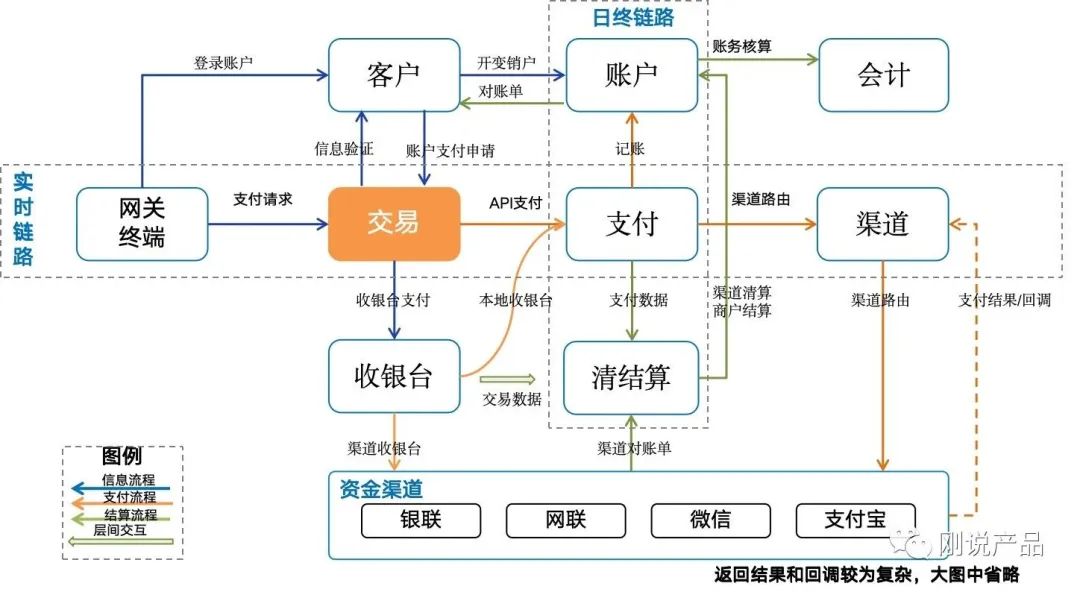 日终链路
登录账户
客户
开变销户
账户
账务核算
会计
对账单
信息验证
账户支付申请
记账
实时链路
网关
终端
支付请求
交易
API支付
支付
渠道路由
渠道
收银台支付
本地收银台
支付数据
渠道清算
商户结算
渠道路由
支付结果/回调
收银台
交易数据
清结算
渠道收银台
渠道对账单
图例
信息流程
支付流程
结算流程
层间交互
资金渠道
银联
网联
微信
支付宝
刚说产品
返回结果和回调较为复杂，大图中省略